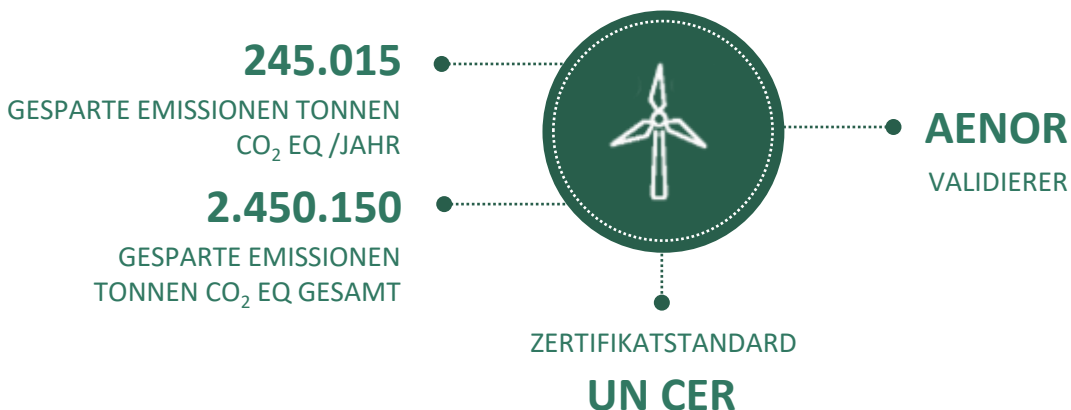 245.015
GESPARTE EMISSIONEN TONNEN
CO₂ EQ /JAHR
2.450.150
GESPARTE EMISSIONEN
TONNEN CO₂ EQ GESAMT
AENOR
VALIDIERER
ZERTIFIKATSTANDARD
UN CER